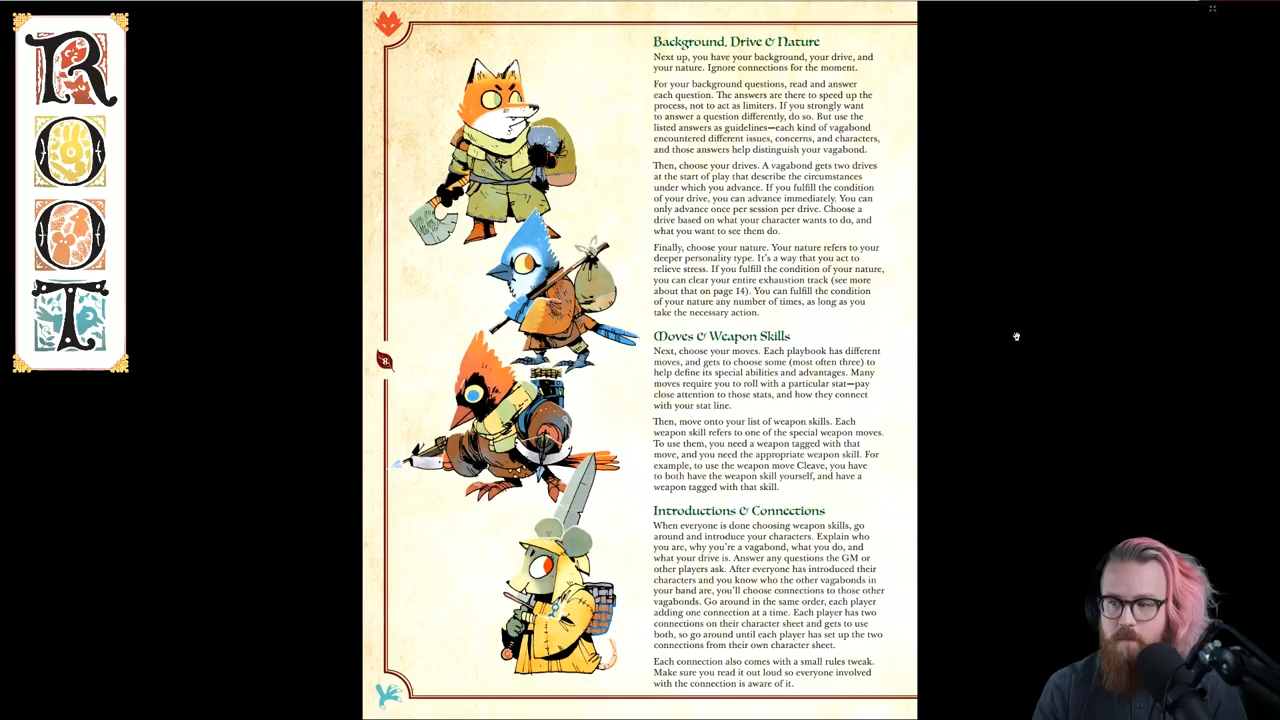 ROOT
Background, Drive & Nature
Next up, you have your background, your drive, and
your nature. Ignore connections for the moment.
For your background questions, read and answer
each question. The answers are there to speed up the
process, not to act as limiters. If you strongly want
to answer a question differently, do so. But use the
listed answers as guidelines—each kind of vagabond
encountered different issues, concerns, and characters,
and those answers help distinguish your vagabond.
Then, choose your drives. A vagabond gets two drives
at the start of play that describe the circumstances
under which you advance. If you fulfill the condition
of your drive, you can advance immediately. You can
only advance once per session per drive. Choose a
drive based on what your character wants to do, and
what you want to see them do.
Finally, choose your nature. Your nature refers to your
deeper personality type. It's a way that you act to
relieve stress. If you fulfill the condition of your nature,
you can clear your entire exhaustion track (see more
about that on page 14). You can fulfill the condition
of your nature any number of times, as long as you
take the necessary action.
8
Moves & Weapon Skills
Next, choose your moves. Each playbook has different
moves, and gets to choose some (most often three) to
help define its special abilities and advantages. Many
moves require you to roll with a particular stat—pay
close attention to those stats, and how they connect
with your stat line.
Then, move onto your list of weapon skills. Each
weapon skill refers to one of the special weapon moves.
To use them, you need a weapon tagged with that
move, and you need the appropriate weapon skill. For
example, to use the weapon move Cleave, you have
to both have the weapon skill yourself, and have a
weapon tagged with that skill.
Introductions & Connections
When everyone is done choosing weapon skills, go
around and introduce your characters. Explain who
you are, why you're a vagabond, what you do, and
what your drive is. Answer any questions the GM or
other players ask. After everyone has introduced their
characters and you know who the other vagabonds in
your band are, you'll choose connections to those other
vagabonds. Go around in the same order, each player
adding one connection at a time. Each player has two
connections on their character sheet and gets to use
both, so go around until each player has set up the two
connections from their own character sheet.
Each connection also comes with a small rules tweak.
Make sure you read it out loud so everyone involved
with the connection is aware of it.